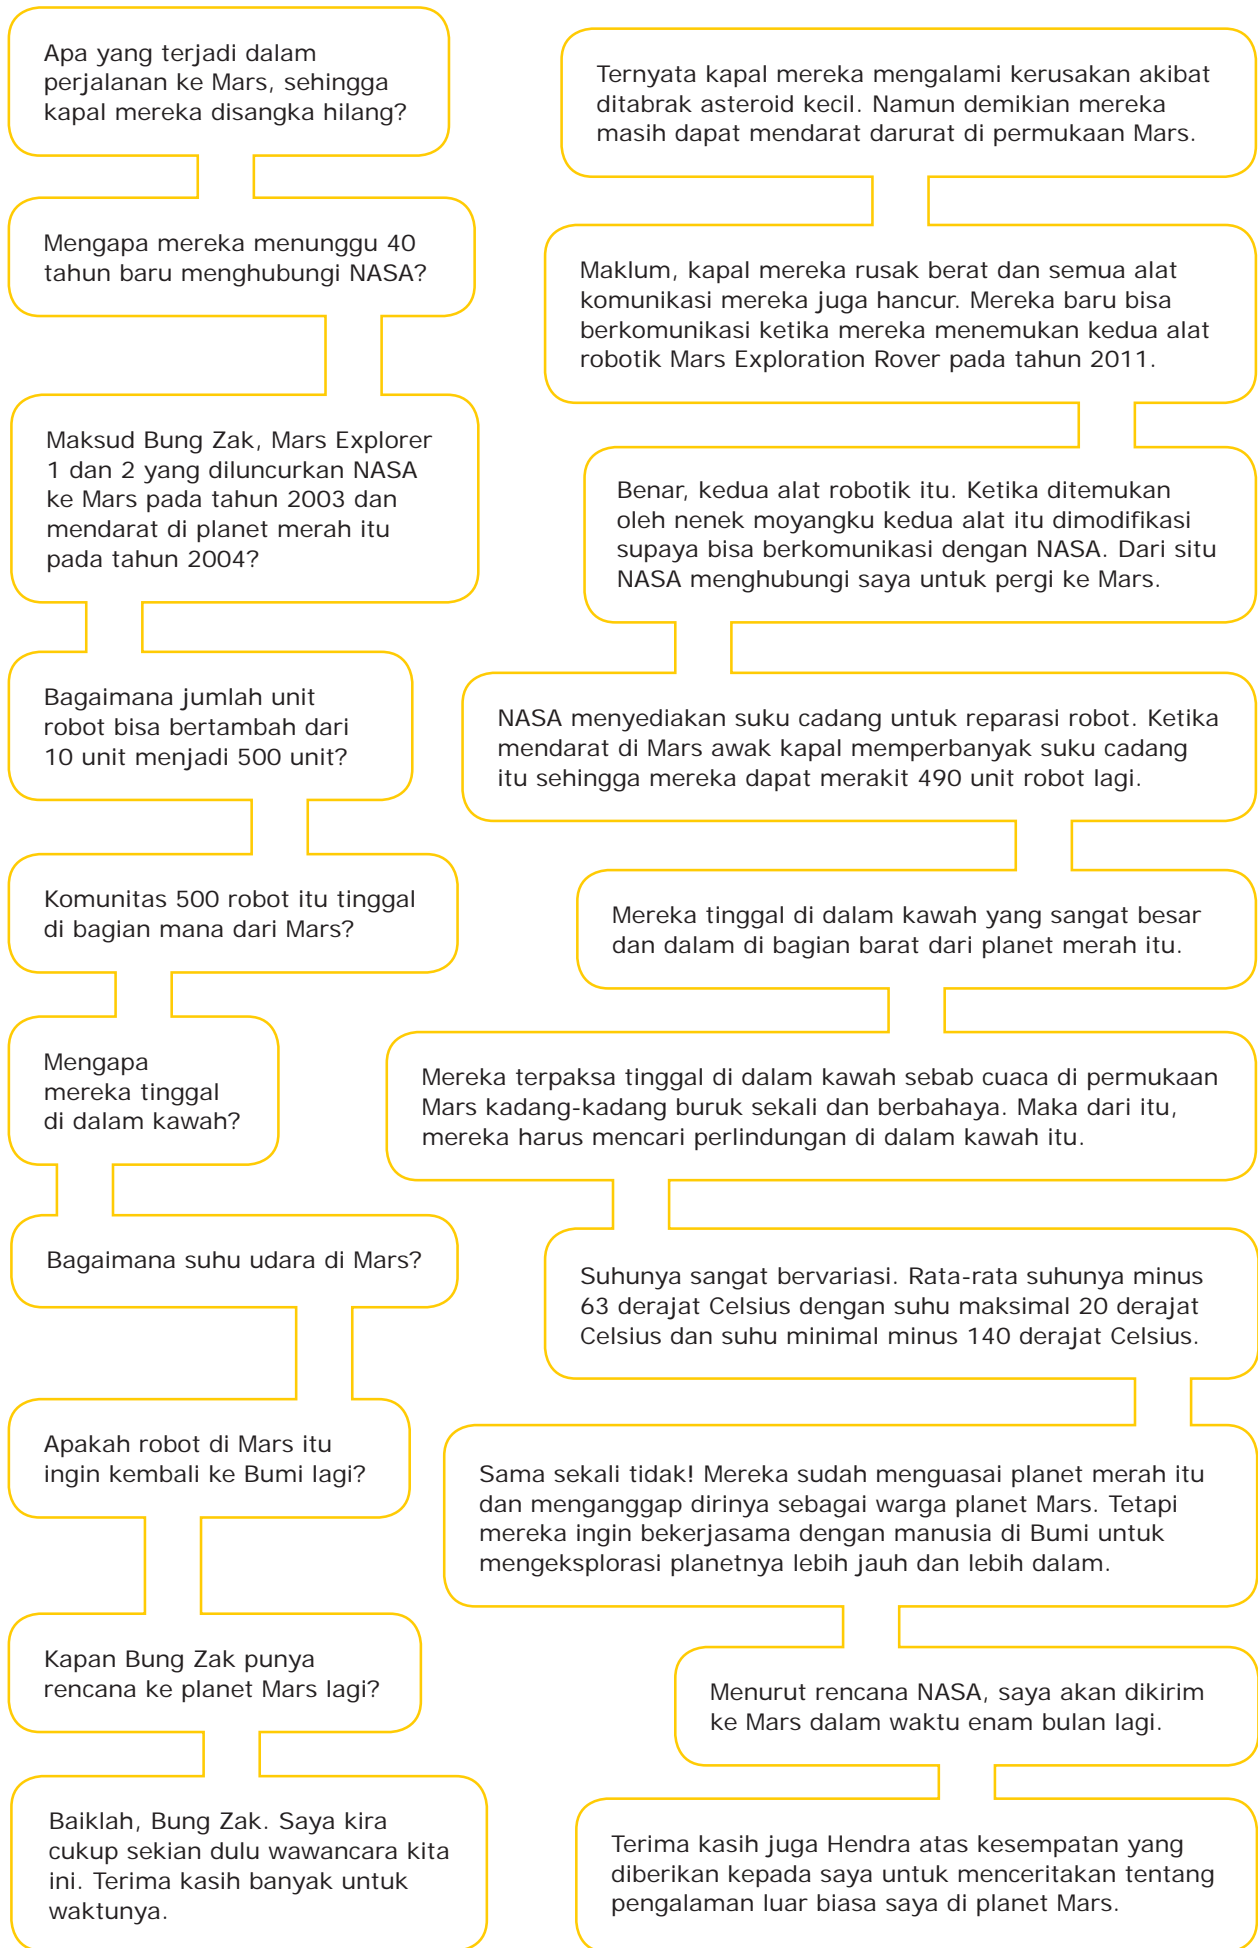 Apa yang terjadi dalam
perjalanan ke Mars, sehingga
kapal mereka disangka hilang?
Ternyata kapal mereka mengalami kerusakan akibat
ditabrak asteroid kecil. Namun demikian mereka
masih dapat mendarat darurat di permukaan Mars.
Mengapa mereka menunggu 40
tahun baru menghubungi NASA?
Maklum, kapal mereka rusak berat dan semua alat
komunikasi mereka juga hancur. Mereka baru bisa
berkomunikasi ketika mereka menemukan kedua alat
robotik Mars Exploration Rover pada tahun 2011.
Maksud Bung Zak, Mars Explorer
1 dan 2 yang diluncurkan NASA
ke Mars pada tahun 2003 dan
mendarat di planet merah itu
pada tahun 2004?
Benar, kedua alat robotik itu. Ketika ditemukan
oleh nenek moyangku kedua alat itu dimodifikasi
supaya bisa berkomunikasi dengan NASA. Dari situ
NASA menghubungi saya untuk pergi ke Mars.
Bagaimana jumlah unit
robot bisa bertambah dari
10 unit menjadi 500 unit?
NASA menyediakan suku cadang untuk reparasi robot. Ketika
mendarat di Mars awak kapal memperbanyak suku cadang
itu sehingga mereka dapat merakit 490 unit robot lagi.
Komunitas 500 robot itu tinggal
di bagian mana dari Mars?
Mereka tinggal di dalam kawah yang sangat besar
dan dalam di bagian barat dari planet merah itu.
Mengapa
mereka tinggal
di dalam kawah?
Mereka terpaksa tinggal di dalam kawah sebab cuaca di permukaan
Mars kadang-kadang buruk sekali dan berbahaya. Maka dari itu,
mereka harus mencari perlindungan di dalam kawah itu.
Bagaimana suhu udara di Mars?
Suhunya sangat bervariasi. Rata-rata suhunya minus
63 derajat Celsius dengan suhu maksimal 20 derajat
Celsius dan suhu minimal minus 140 derajat Celsius.
Apakah robot di Mars itu
ingin kembali ke Bumi lagi?
Sama sekali tidak! Mereka sudah menguasai planet merah itu
dan menganggap dirinya sebagai warga planet Mars. Tetapi
mereka ingin bekerjasama dengan manusia di Bumi untuk
mengeksplorasi planetnya lebih jauh dan lebih dalam.
Kapan Bung Zak punya
rencana ke planet Mars lagi?
Menurut rencana NASA, saya akan dikirim
ke Mars dalam waktu enam bulan lagi.
Baiklah, Bung Zak. Saya kira
cukup sekian dulu wawancara kita
ini. Terima kasih banyak untuk
waktunya.
Terima kasih juga Hendra atas kesempatan yang
diberikan kepada saya untuk menceritakan tentang
pengalaman luar biasa saya di planet Mars.